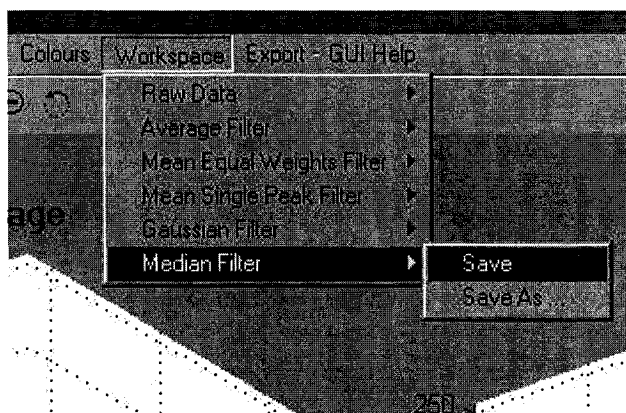 Colours Workspace Export - GUI Help
Raw Data
Average Filter
Mean Equal Weights Filter
Mean Single Peak Filter
Gaussian Filter
Median Filter
Save
Save As ...
age
250